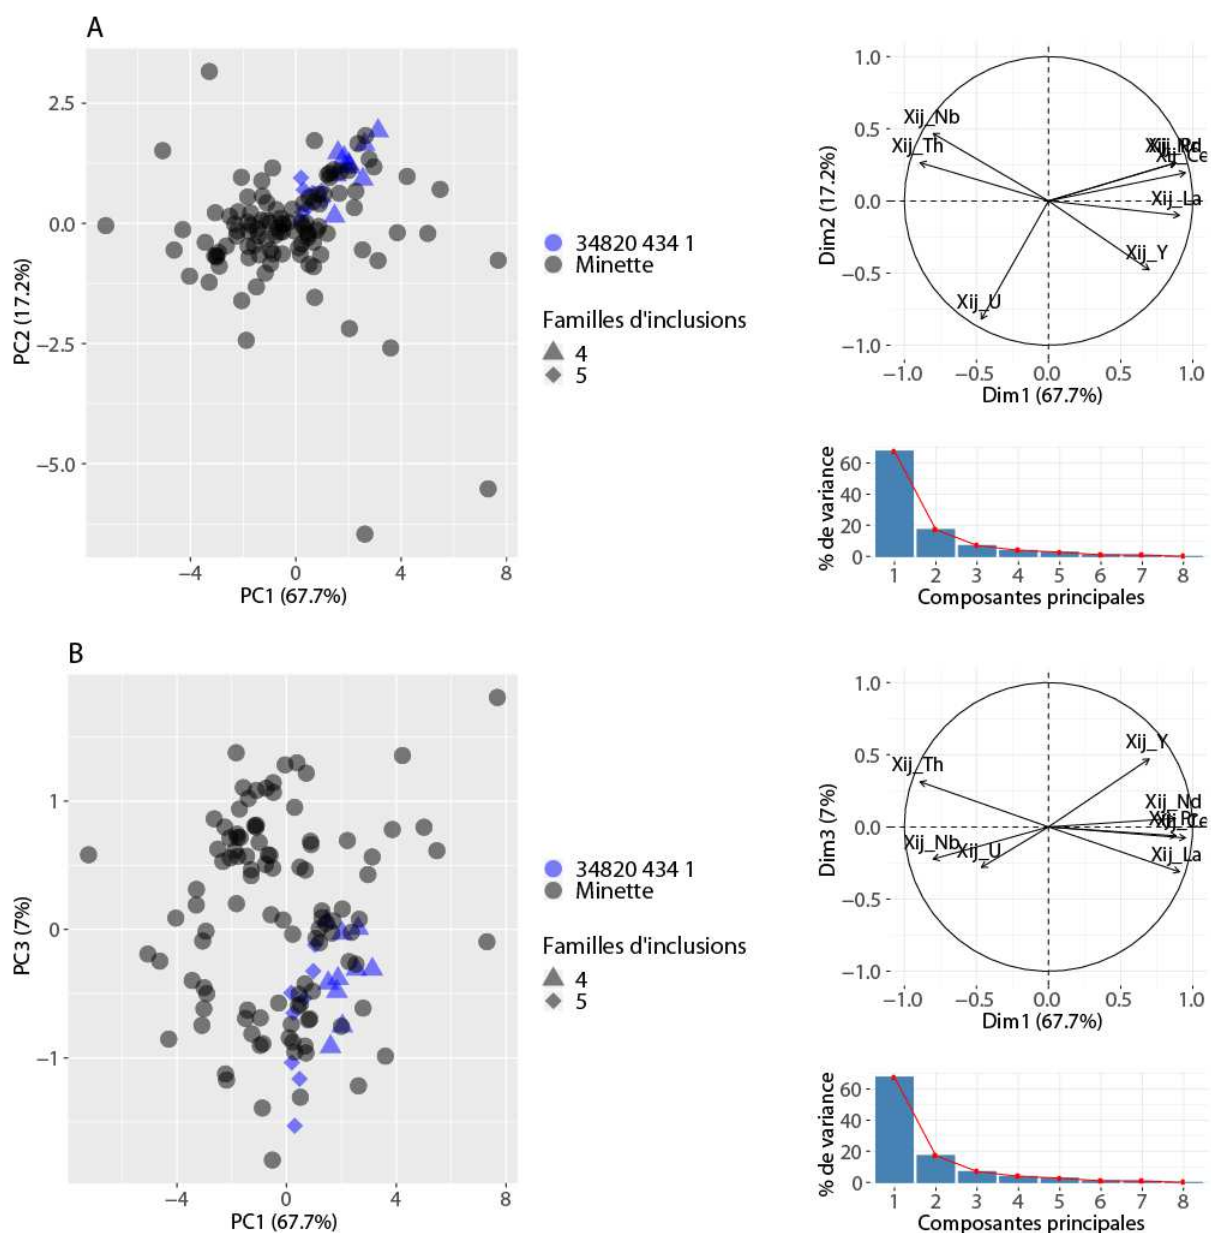 A
2.5
0.0
−2.5
−5.0
PC2 (17.2%)
−4
0
4
8
PC1 (67.7%)
34820 434 1
Minette
Familles d'inclusions
4
5
1.0
0.5
0.0
−0.5
−1.0
Dim2 (17.2%)
Xij_Nb
Xij_Th
Xij_Ce
Xij_La
Xij_Y
Xij_U
−1.0
−0.5
0.0
0.5
1.0
Dim1 (67.7%)
60
40
20
0
% de variance
1 2 3 4 5 6 7 8
Composantes principales
B
1
0
−1
PC3 (7%)
−4
0
4
8
PC1 (67.7%)
34820 434 1
Minette
Familles d'inclusions
4
5
1.0
0.5
0.0
−0.5
−1.0
Dim3 (7%)
Xij_Y
Xij_Th
Xij_Nd
Xij_Nb
Xij_U
Xij_La
−1.0
−0.5
0.0
0.5
1.0
Dim1 (67.7%)
60
40
20
0
% de variance
1 2 3 4 5 6 7 8
Composantes principales